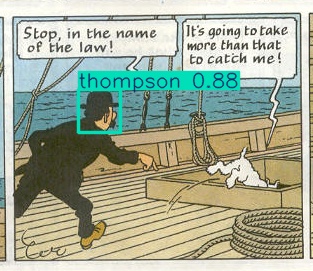 Stop, in the name
of the law!
It's going to take
more than that
to catch me!
thompson 0.88